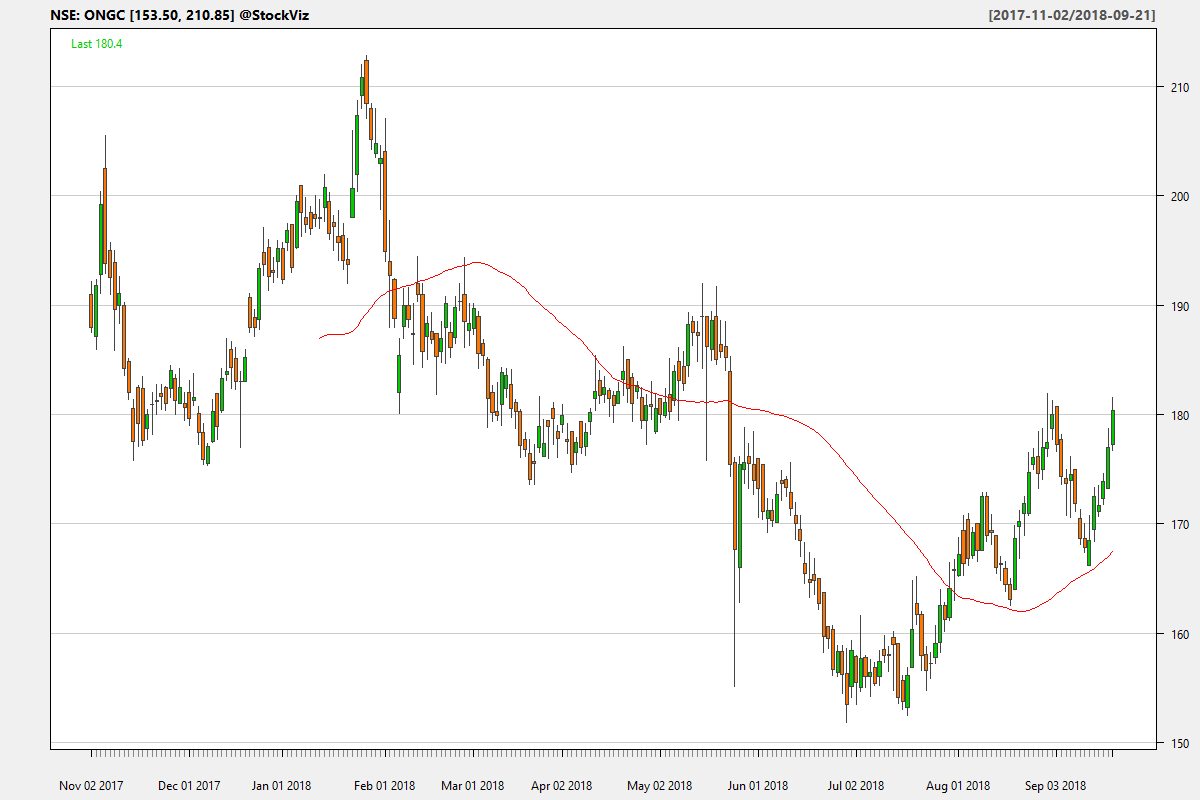 NSE: ONGC [153.50, 210.85] @StockViz
[2017-11-02/2018-09-21]
Last 180.4
210
200
190
180
170
160
150
Nov 02 2017
Dec 01 2017
Jan 01 2018
Feb 01 2018
Mar 01 2018
Apr 02 2018
May 02 2018
Jun 01 2018
Jul 02 2018
Aug 01 2018
Sep 03 2018